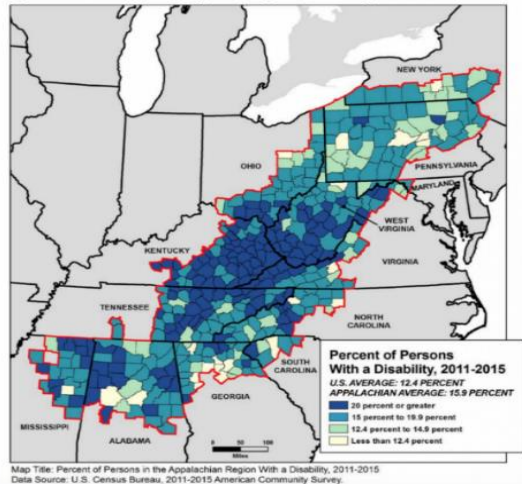 NEW YORK
OHIO
PENNSYLVANIA
MARYLAND
WEST
VIRGINIA
KENTUCKY
VIRGINIA
TENNESSEE
NORTH
CAROLINA
SOUTH
CAROLINA
GEORGIA
MISSISSIPPI
ALABAMA
Percent of Persons
With a Disability, 2011-2015
U.S. AVERAGE: 12.4 PERCENT
APPALACHIAN AVERAGE: 15.9 PERCENT
20 percent or greater
15 percent to 19.9 percent
12.4 percent to 14.9 percent
Less than 12.4 percent
0 50 100
Miles
Map Title: Percent of Persons in the Appalachian Region With a Disability, 2011-2015
Data Source: U.S. Census Bureau, 2011-2015 American Community Survey.